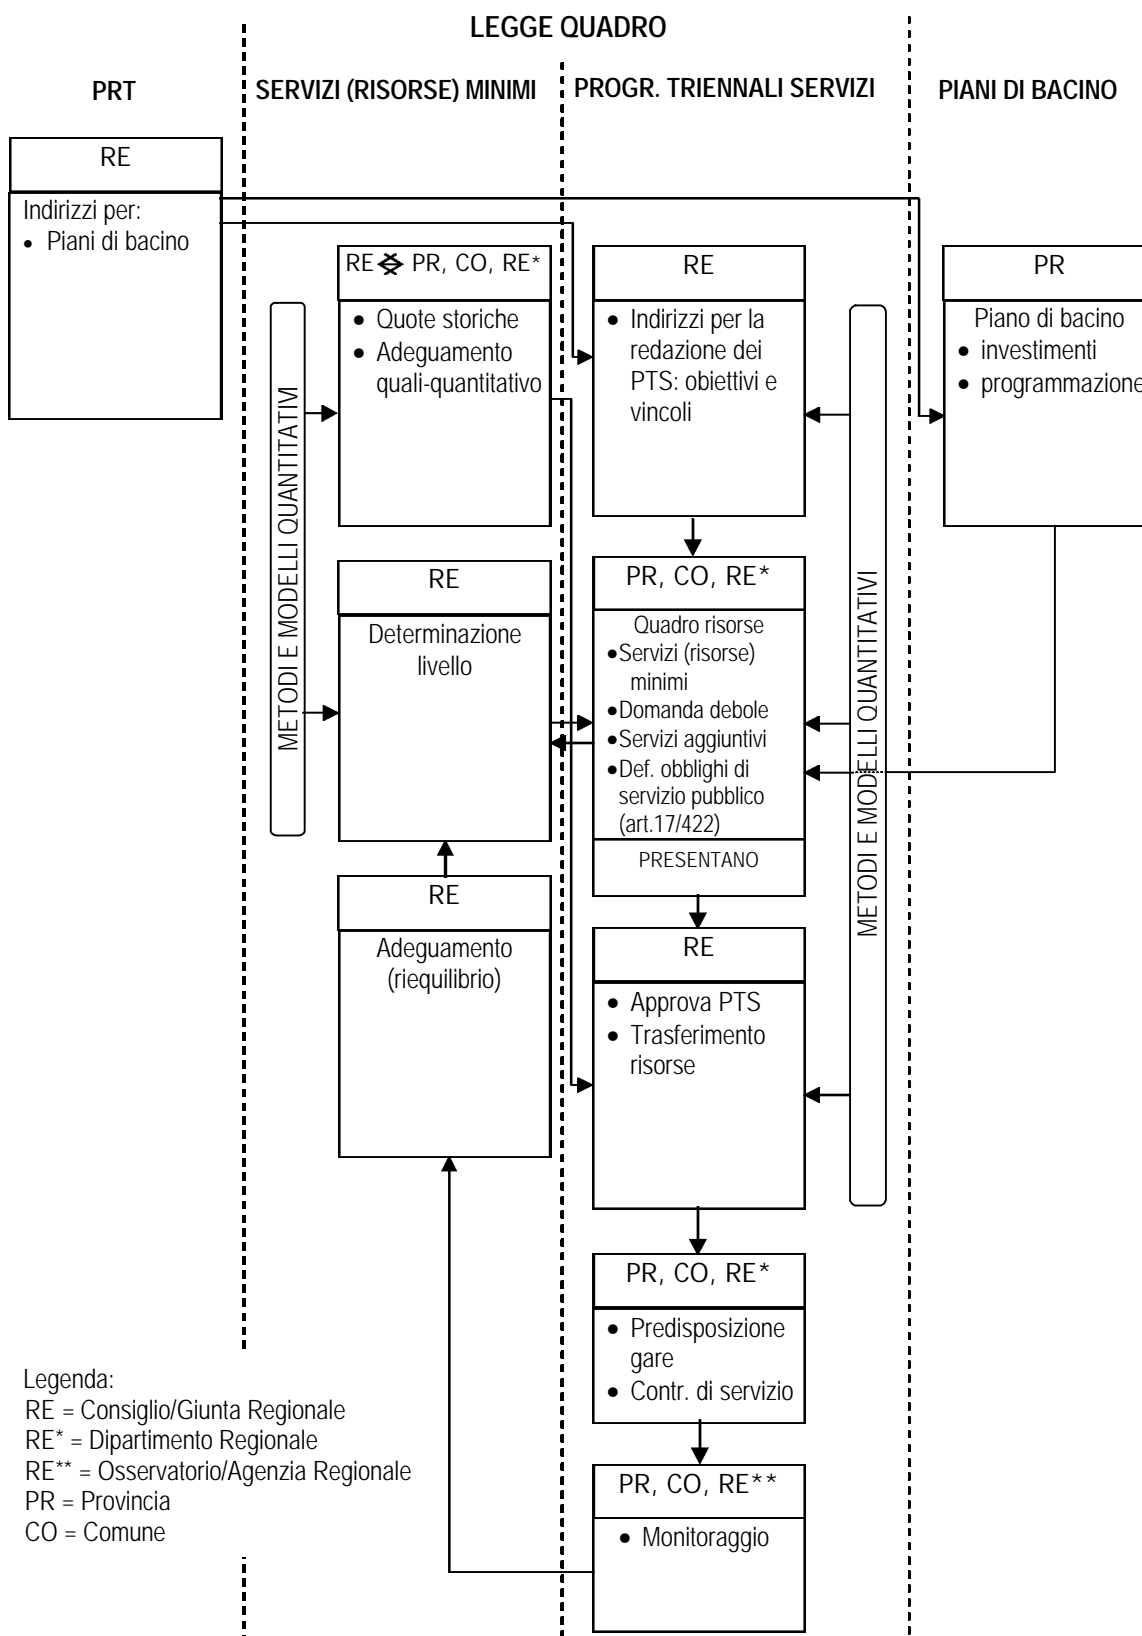 LEGGE QUADRO
PRT
SERVIZI (RISORSE) MINIMI
PROGR. TRIENNALI SERVIZI
PIANI DI BACINO
RE
Indirizzi per:
• Piani di bacino
RE PR, CO, RE*
• Quote storiche
• Adeguamento
quali-quantitativo
RE
• Indirizzi per la
redazione dei
PTS: obiettivi e
vincoli
PR
Piano di bacino
• investimenti
• programmazione
METODI E MODELLI QUANTITATIVI
RE
Determinazione
livello
PR, CO, RE*
Quadro risorse
•Servizi (risorse)
minimi
•Domanda debole
•Servizi aggiuntivi
•Def. obblighi di
servizio pubblico
(art.17/422)
PRESENTANO
METODI E MODELLI QUANTITATIVI
RE
Adeguamento
(riequilibrio)
RE
• Approva PTS
• Trasferimento
risorse
PR, CO, RE*
• Predisposizione
gare
• Contr. di servizio
PR, CO, RE**
• Monitoraggio
Legenda:
RE = Consiglio/Giunta Regionale
RE* = Dipartimento Regionale
RE** = Osservatorio/Agenzia Regionale
PR = Provincia
CO = Comune